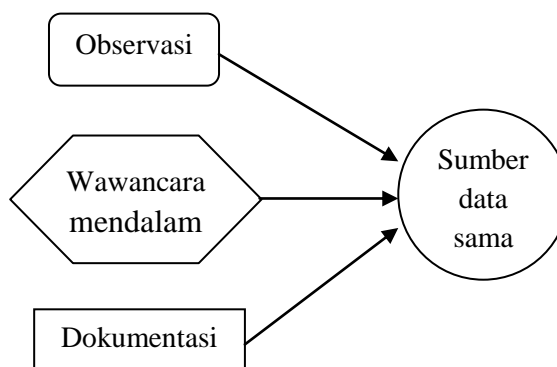 Observasi
Wawancara
mendalam
Dokumentasi
Sumber
data
sama